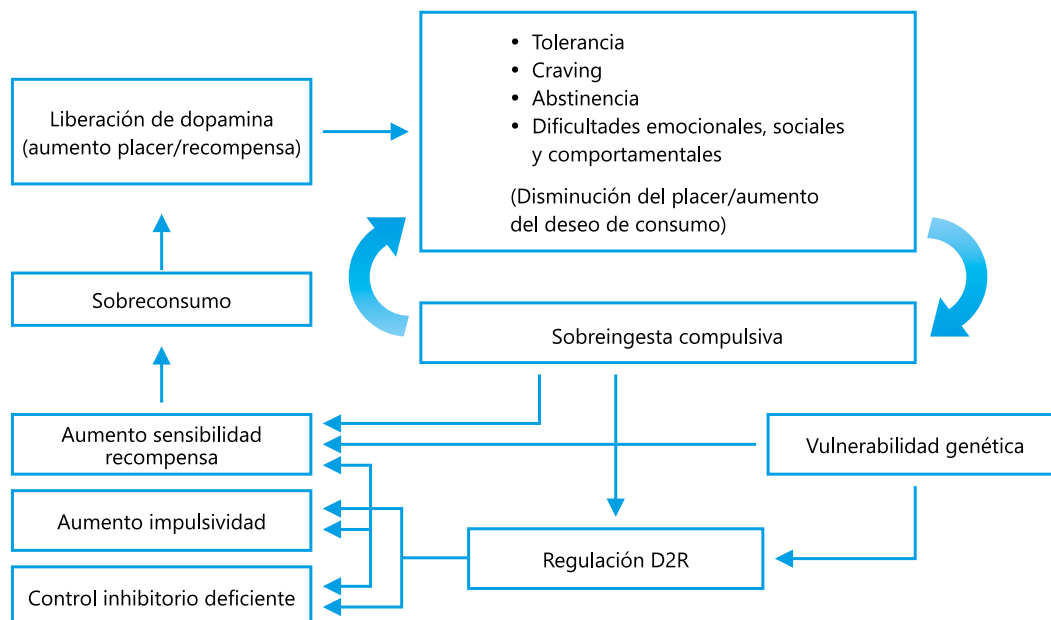 Liberación de dopamina
(aumento placer/recompensa)
• Tolerancia
• Craving
• Abstinencia
• Dificultades emocionales, sociales
y comportamentales
(Disminución del placer/aumento
del deseo de consumo)
Sobreconsumo
Sobreingesta compulsiva
Aumento sensibilidad
recompensa
Vulnerabilidad genética
Aumento impulsividad
Regulación D2R
Control inhibitorio deficiente